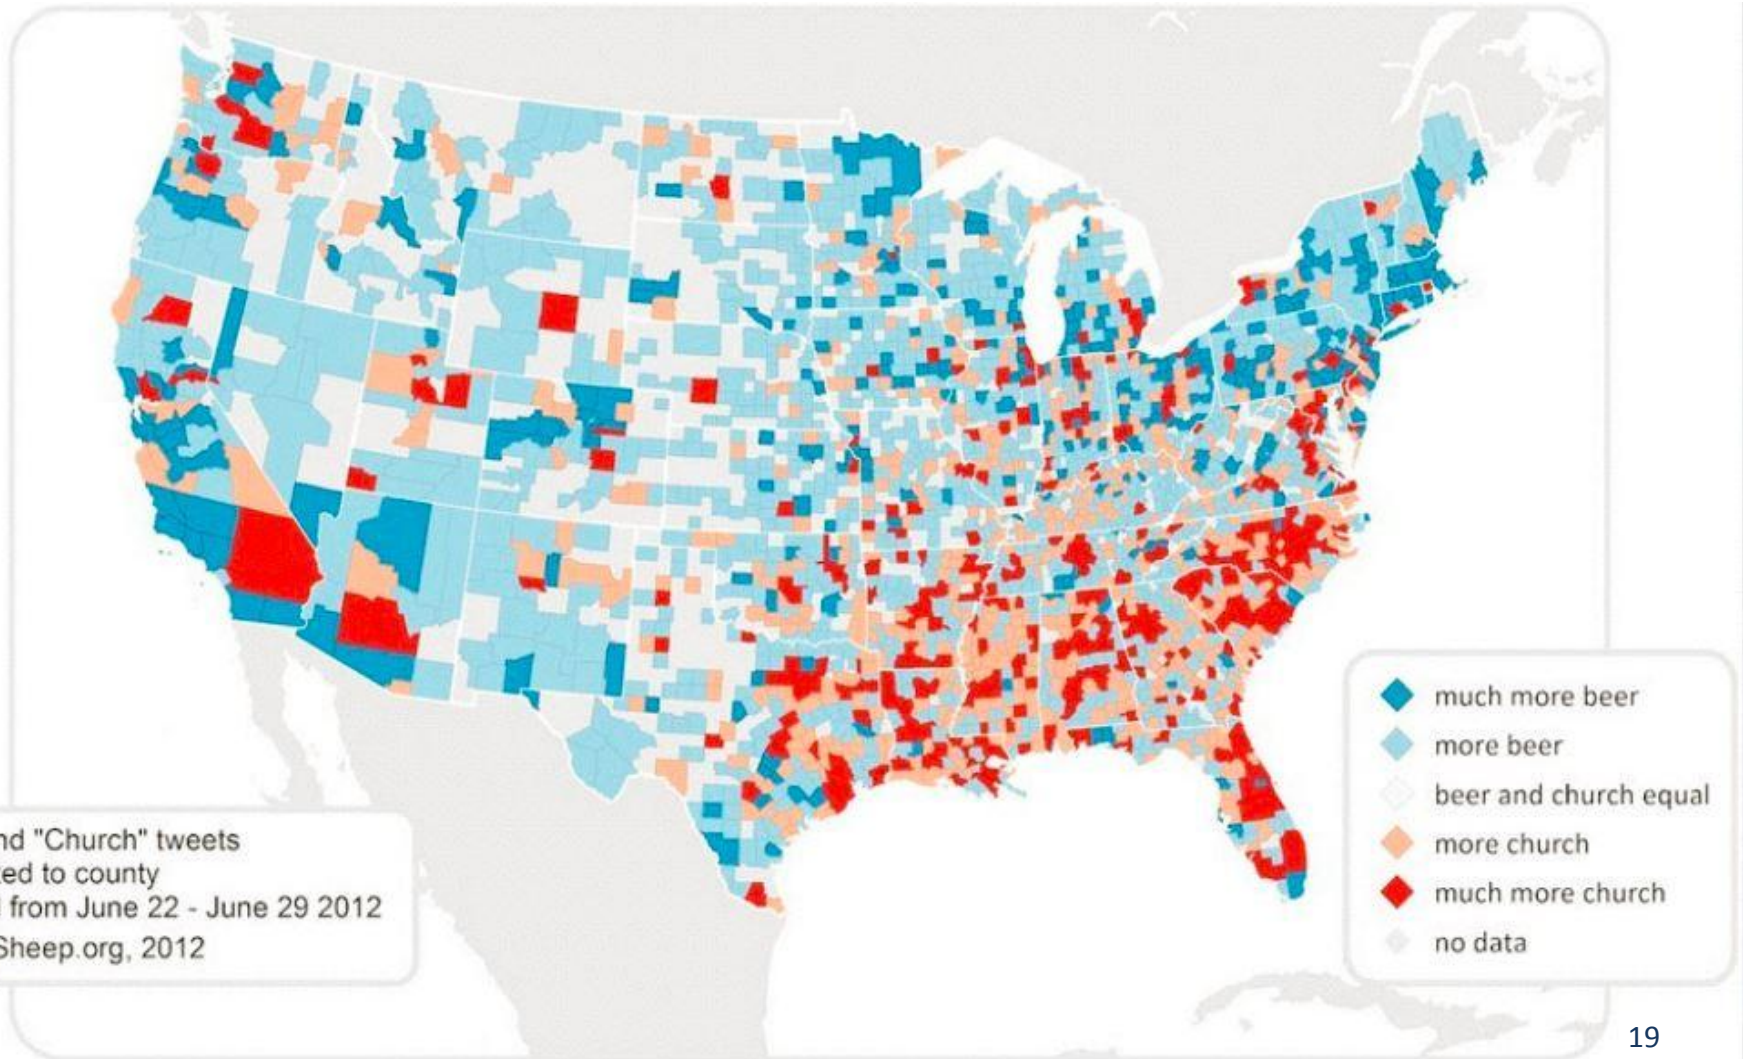 nd "Church" tweets
ed to county
from June 22 - June 29 2012
Sheep.org, 2012
much more beer
more beer
beer and church equal
more church
much more church
no data
19